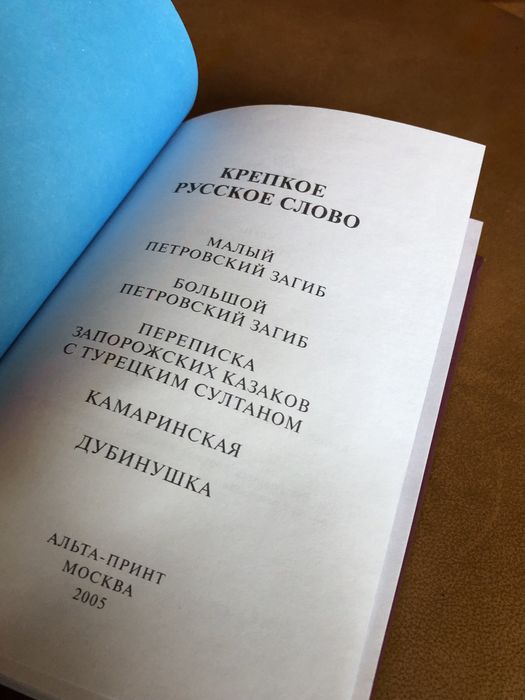 КРЕПКОЕ
РУССКОЕ СЛОВО
МАЛЫЙ
ПЕТРОВСКИЙ ЗАГИБ
БОЛЬШОЙ
ПЕТРОВСКИЙ ЗАГИБ
ПЕРЕПИСКА
ЗАПОРОЖСКИХ КАЗАКОВ
С ТУРЕЦКИМ СУЛТАНОМ
КАМАРИНСКАЯ
ДУБИНУШКА
АЛЬТА-ПРИНТ
МОСКВА
2005